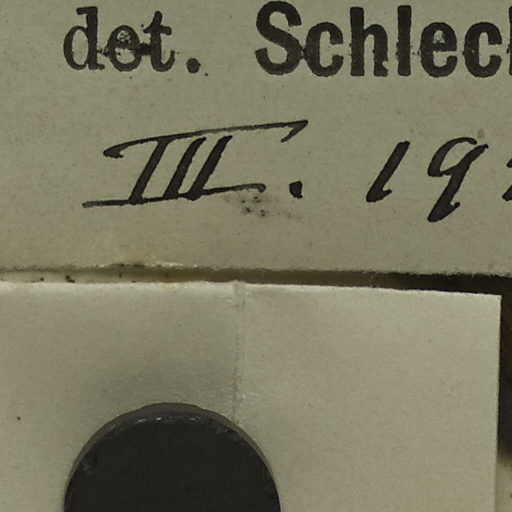 det. Schlec
III. 19